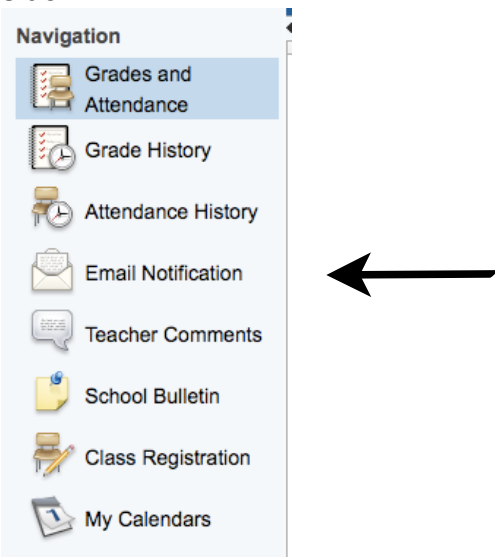 Navigation
Grades and
Attendance
Grade History
Attendance History
Email Notification
Teacher Comments
School Bulletin
Class Registration
My Calendars